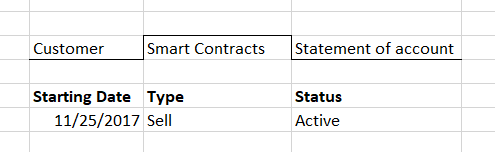 Customer Smart Contracts Statement of account
Starting Date Type Status
11/25/2017 Sell Active